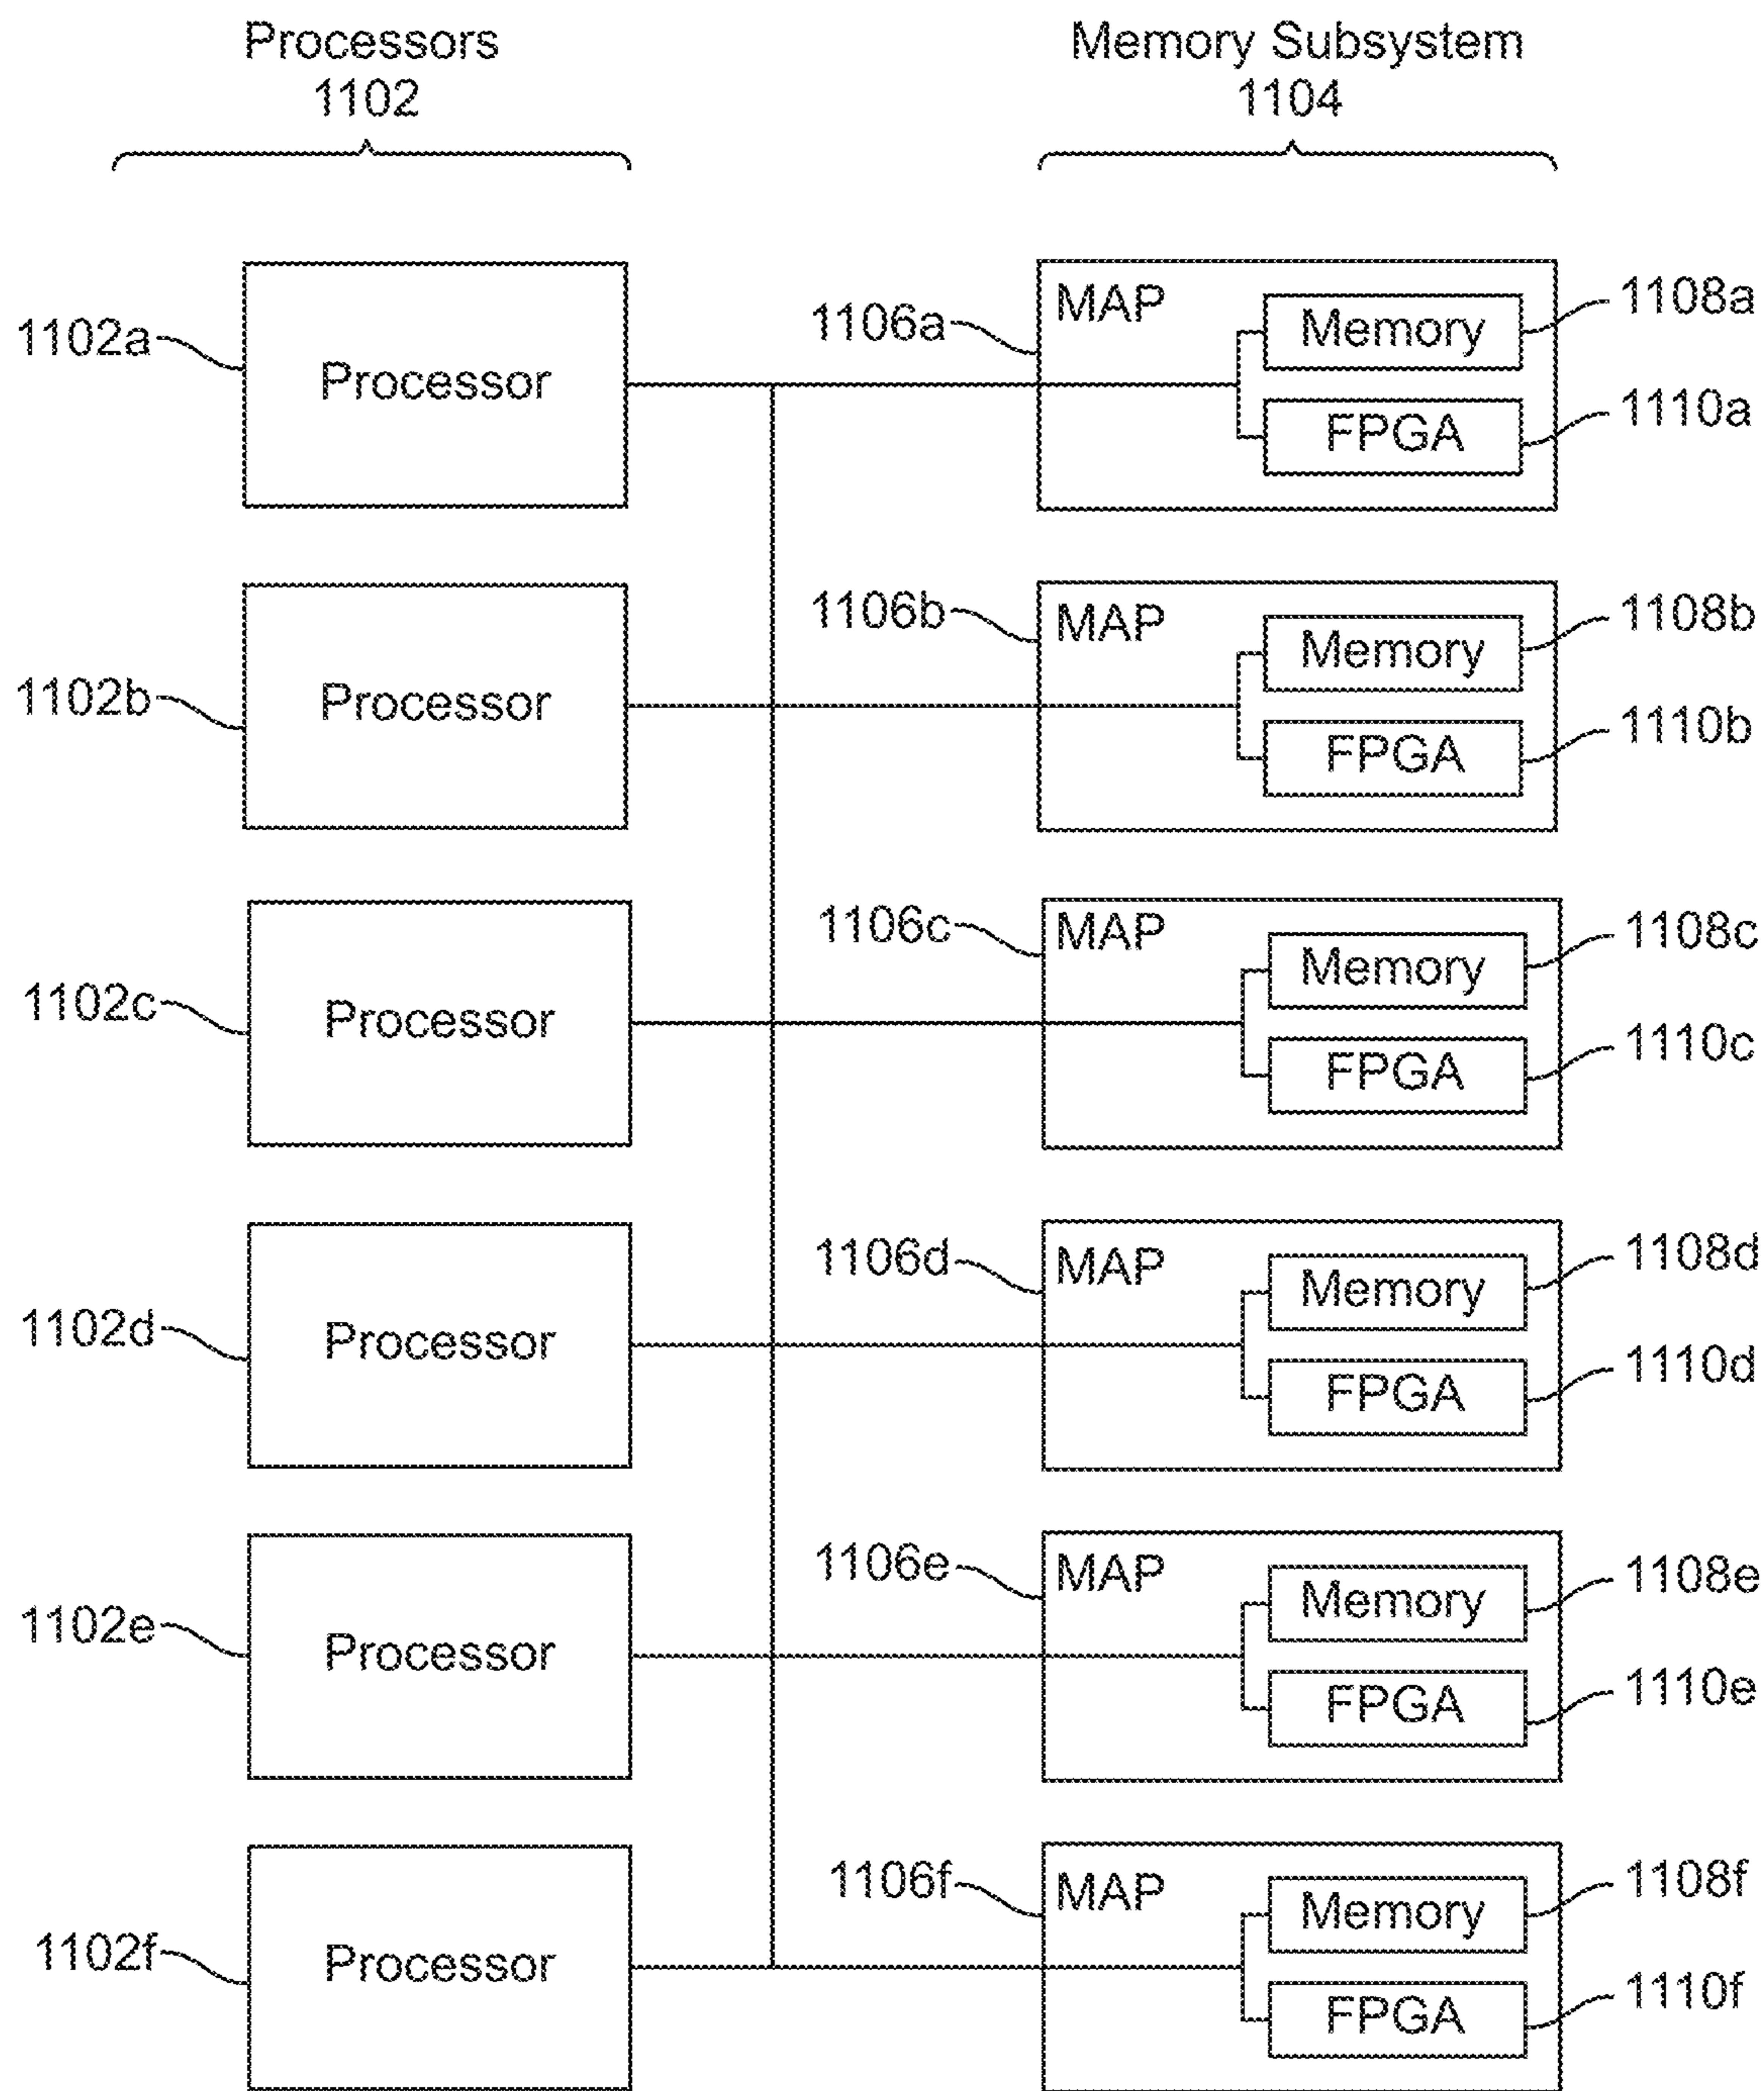 Processors
1102
Memory Subsystem
1104
1102a
Processor
1106a
MAP
Memory
1108a
FPGA
1110a
1102b
Processor
1106b
MAP
Memory
1108b
FPGA
1110b
1102c
Processor
1106c
MAP
Memory
1108c
FPGA
1110c
1102d
Processor
1106d
MAP
Memory
1108d
FPGA
1110d
1102e
Processor
1106e
MAP
Memory
1108e
FPGA
1110e
1102f
Processor
1106f
MAP
Memory
1108f
FPGA
1110f